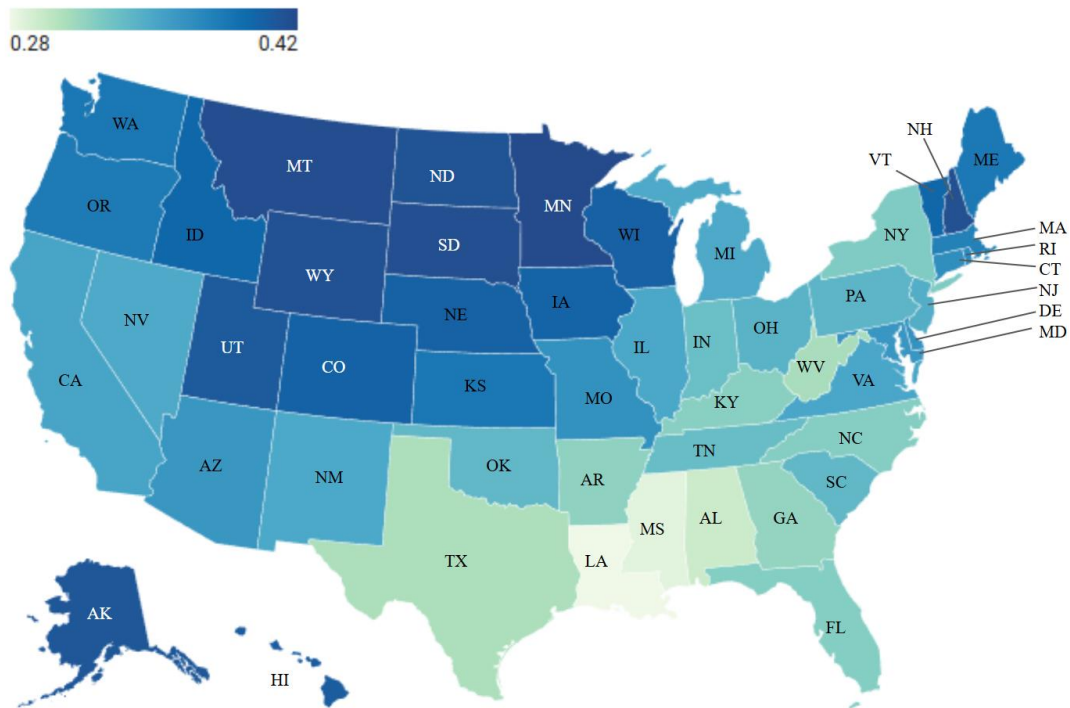 0.28 0.42
WA
MT
ND
MN
NH
VT
ME
OR
ID
SD
WI
MI
NY
MA
RI
CT
NJ
DE
MD
WY
NE
IA
PA
NV
UT
CO
IL
IN
OH
WV
VA
CA
KS
MO
KY
AZ
NM
OK
TN
NC
AR
SC
MS
AL
GA
TX
LA
AK
FL
HI